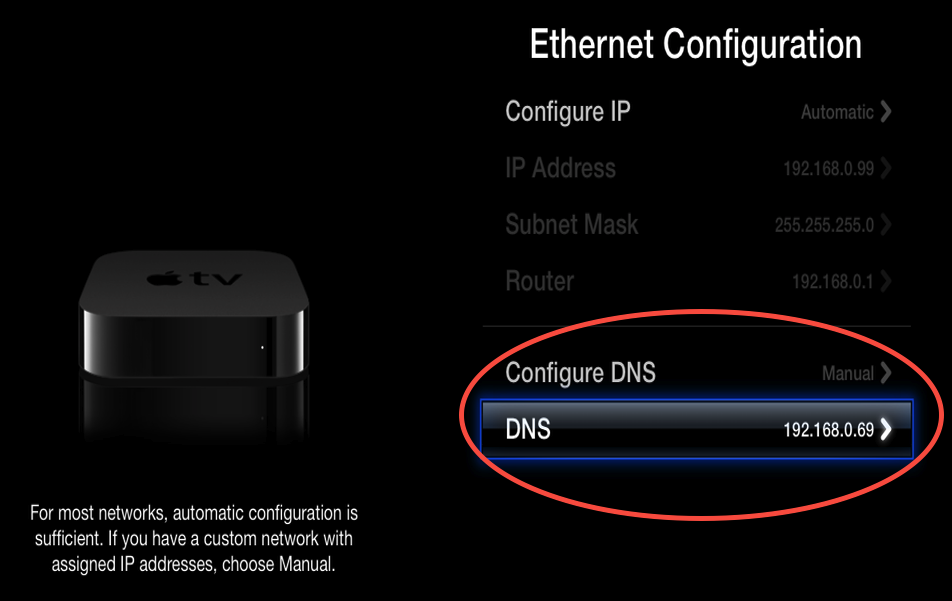 Ethernet Configuration
Configure IP Automatic
IP Address 192.168.0.99
Subnet Mask 255.255.255.0
Router 192.168.0.1
Configure DNS Manual
DNS 192.168.0.69
tv
For most networks, automatic configuration is
sufficient. If you have a custom network with
assigned IP addresses, choose Manual.